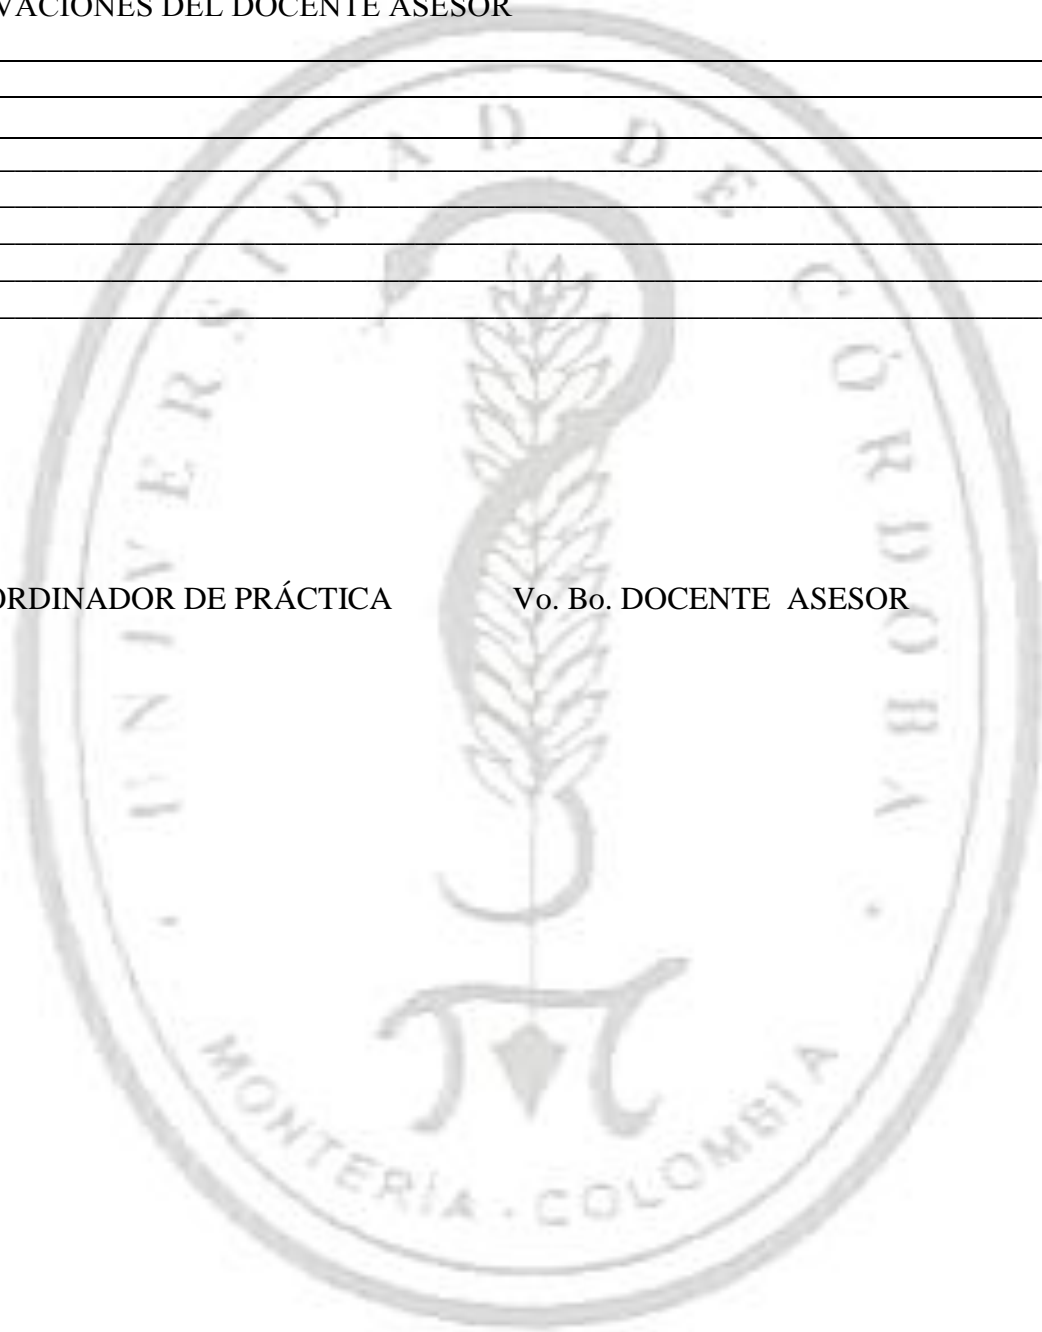 VACIONES DEL DOCENTE ASESOR
ORDINADOR DE PRÁCTICA Vo. Bo. DOCENTE ASESOR
UNIVERSIDAD DE CÓRDOBA
MONTERÍA - COLOMBIA